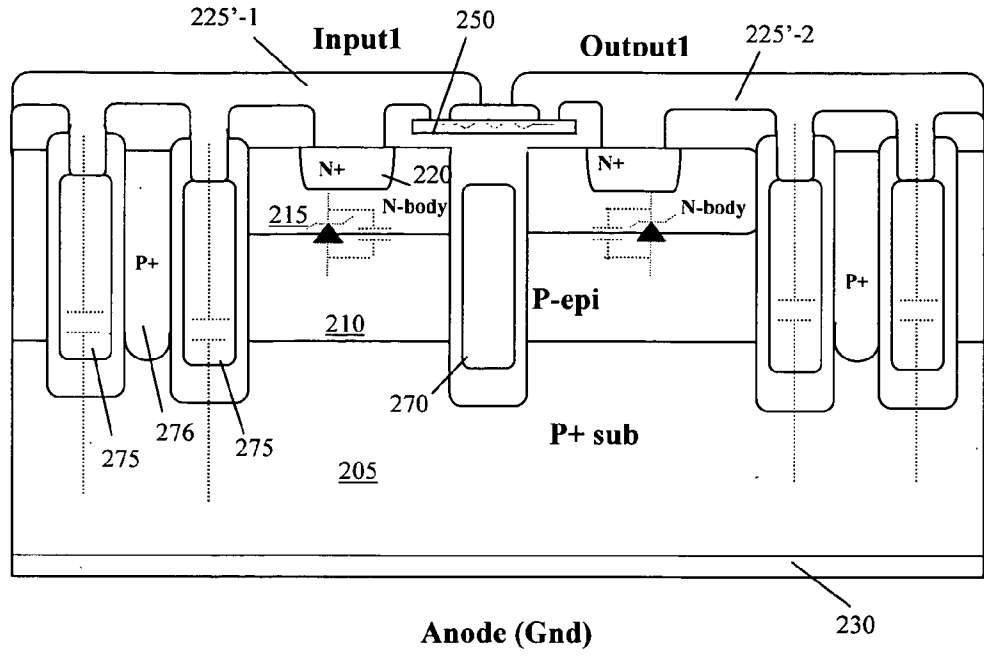 225'-1
Input1
250
Output1
225'-2
N+
220
N+
215
N-body
N-body
P+
P-epi
P+
210
270
276
275
275
P+ sub
205
230
Anode (Gnd)